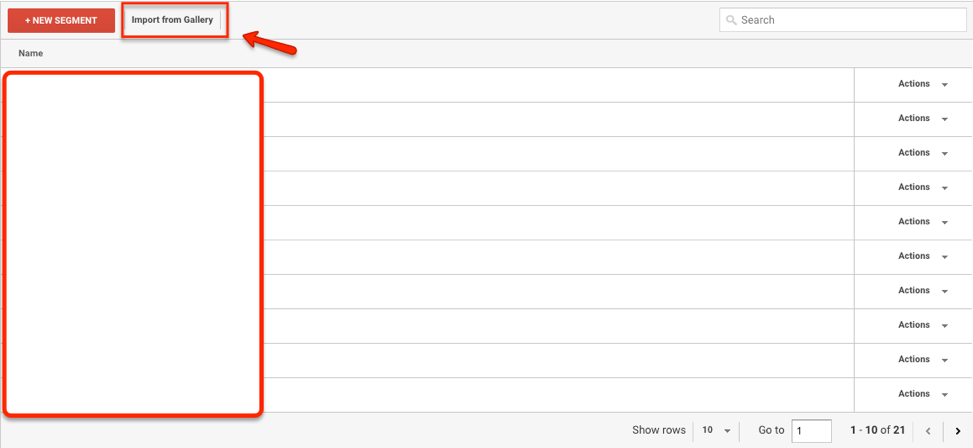 + NEW SEGMENT Import from Gallery Search
Name
Actions
Actions
Actions
Actions
Actions
Actions
Actions
Actions
Actions
Actions
Show rows 10 Go to 1 1 - 10 of 21